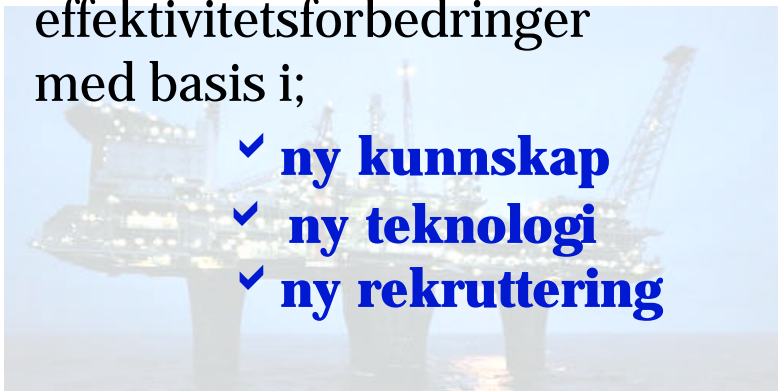 effektivitetsforbedringer
med basis i;
ny kunnskap
ny teknologi
ny rekruttering